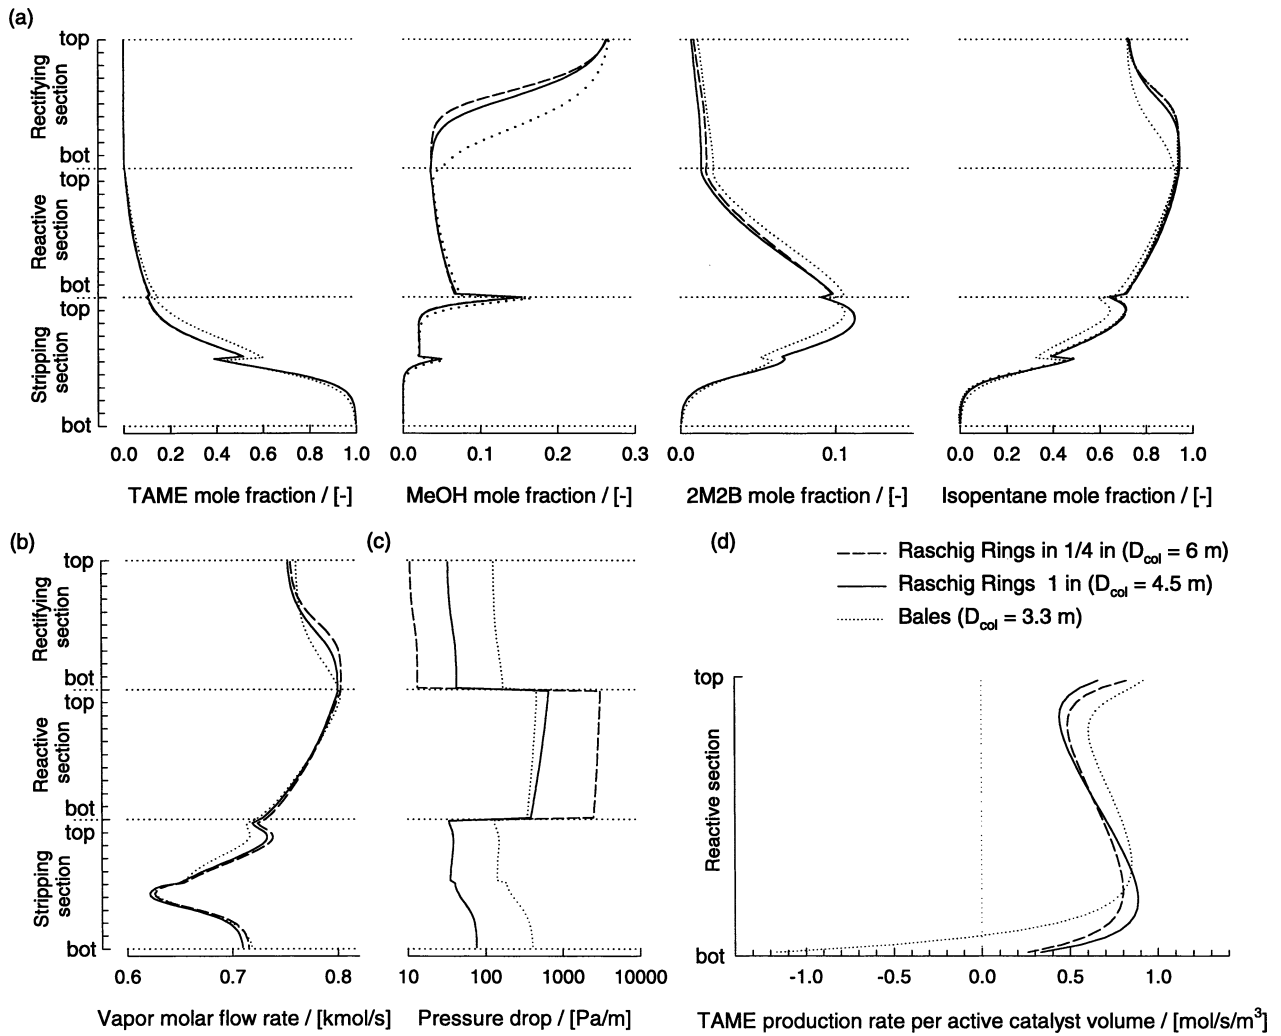 (a)
top
Rectifying
section
bot
top
Reactive
section
bot
top
Stripping
section
bot
0.0 0.2 0.4 0.6 0.8 1.0
TAME mole fraction / [-]
0.0 0.1 0.2 0.3
MeOH mole fraction / [-]
0.0 0.1
2M2B mole fraction / [-]
0.0 0.2 0.4 0.6 0.8 1.0
Isopentane mole fraction / [-]
(b)
top
Rectifying
section
bot
top
Reactive
section
bot
top
Stripping
section
bot
0.6 0.7 0.8
Vapor molar flow rate / [kmol/s]
(c)
10 100 1000 10000
Pressure drop / [Pa/m]
(d)
Raschig Rings in 1/4 in (Dcol = 6 m)
Raschig Rings 1 in (Dcol = 4.5 m)
Bales (Dcol = 3.3 m)
top
Reactive section
bot
-1.0 -0.5 0.0 0.5 1.0
TAME production rate per active catalyst volume / [mol/s/m³]